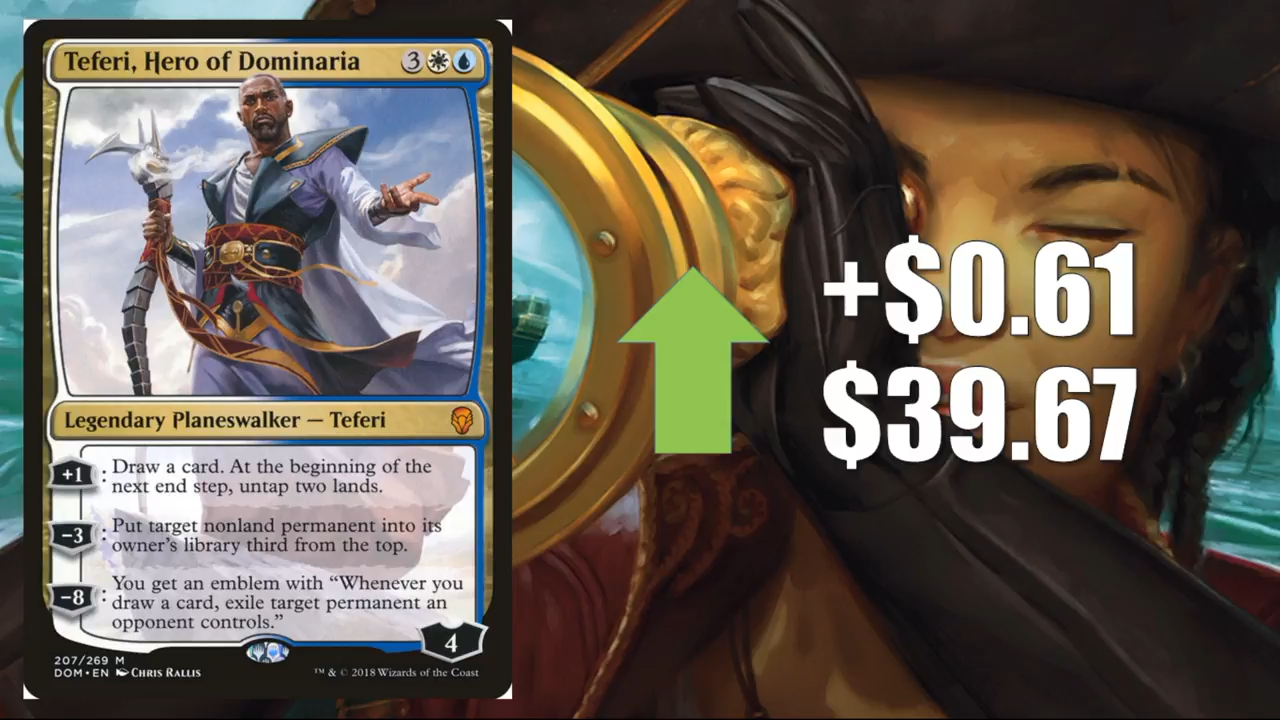 Teferi, Hero of Dominaria 3
Legendary Planeswalker — Teferi
+1: Draw a card. At the beginning of the
next end step, untap two lands.
−3: Put target nonland permanent into its
owner's library third from the top.
−8: You get an emblem with “Whenever you
draw a card, exile target permanent an
opponent controls.”
4
207/269 M
DOM • EN Chris Rallis
™ & © 2018 Wizards of the Coast
+$0.61
$39.67